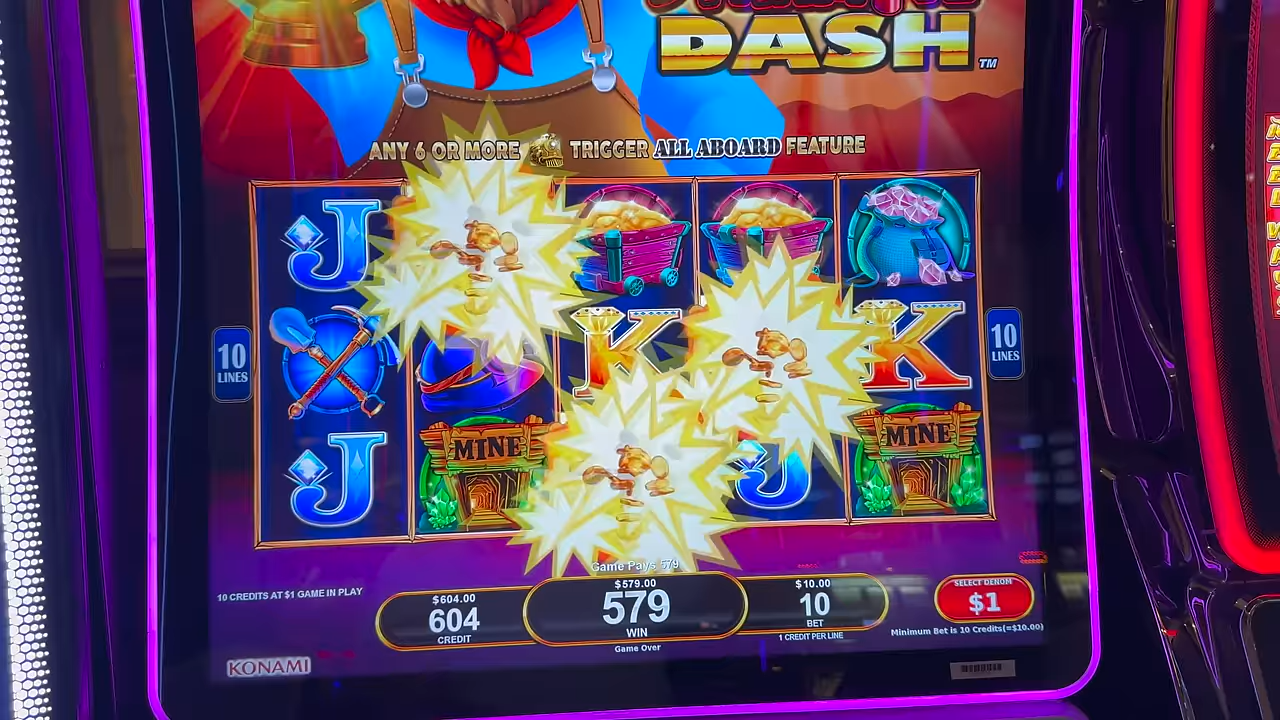 DASH™
ANY 6 OR MORE TRIGGER ALL ABOARD FEATURE
J
K
K
10
LINES
10
LINES
MINE
MINE
J
J
Game Pays 579
10 CREDITS AT $1 GAME IN PLAY
$604.00
604
CREDIT
$579.00
579
WIN
Game Over
$10.00
10
BET
1 CREDIT PER LINE
SELECT DENOM
$1
Minimum Bet is 10 Credits(=$10.00)
KONAMI